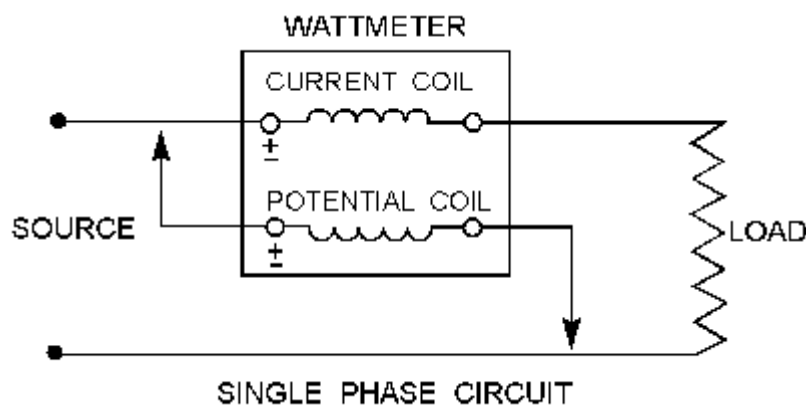 WATTMETER
CURRENT COIL
±
POTENTIAL COIL
±
SOURCE
LOAD
SINGLE PHASE CIRCUIT